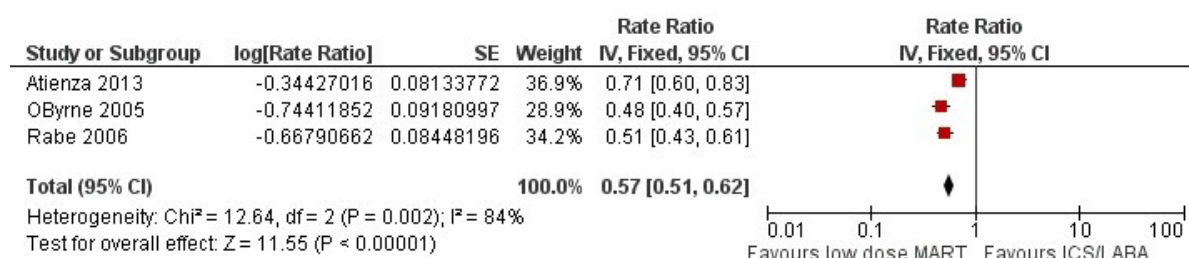 Rate Ratio Rate Ratio
Study or Subgroup log[Rate Ratio] SE Weight IV, Fixed, 95% CI IV, Fixed, 95% CI
Atienza 2013 -0.34427016 0.08133772 36.9% 0.71 [0.60, 0.83]
OByrne 2005 -0.74411852 0.09180997 28.9% 0.48 [0.40, 0.57]
Rabe 2006 -0.66790662 0.08448196 34.2% 0.51 [0.43, 0.61]
Total (95% CI) 100.0% 0.57 [0.51, 0.62]
Heterogeneity: Chi² = 12.64, df = 2 (P = 0.002); I² = 84%
Test for overall effect: Z = 11.55 (P < 0.00001)
0.01 0.1 1 10 100
Favours low dose MART Favours ICS/LABA